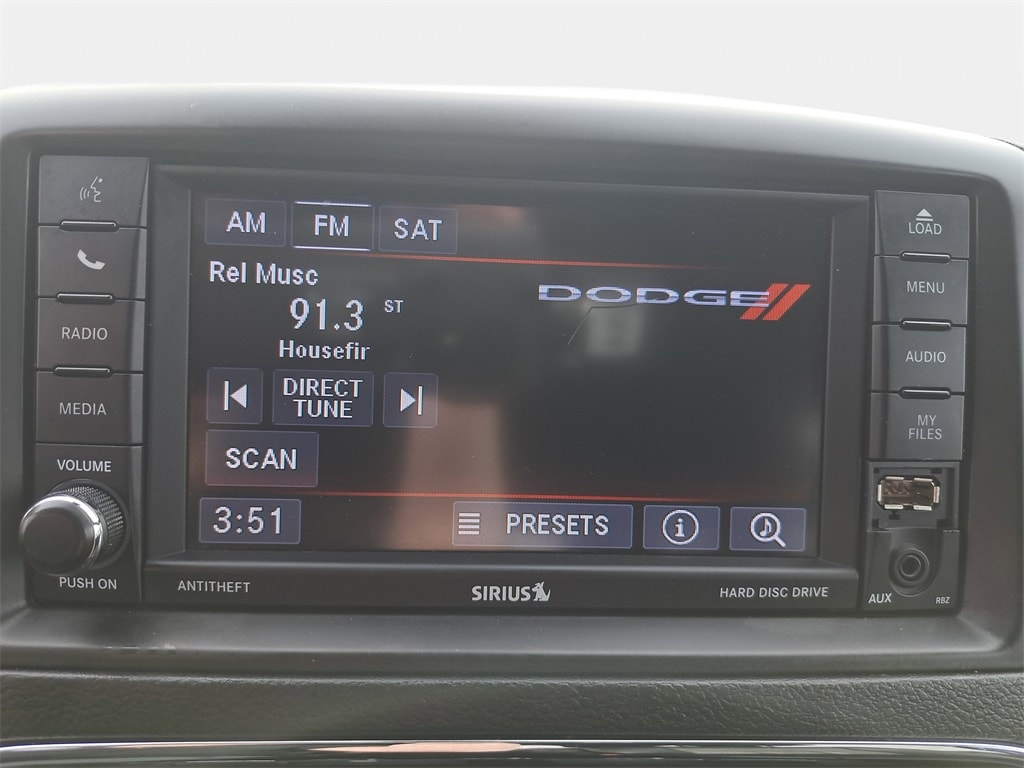 AM FM SAT
Rel Musc
91.3 ST
Housefir
DIRECT
TUNE
SCAN
3:51 PRESETS
DODGE
RADIO
MEDIA
VOLUME
PUSH ON
LOAD
MENU
AUDIO
MY
FILES
AUX RBZ
ANTITHEFT SIRIUS HARD DISC DRIVE